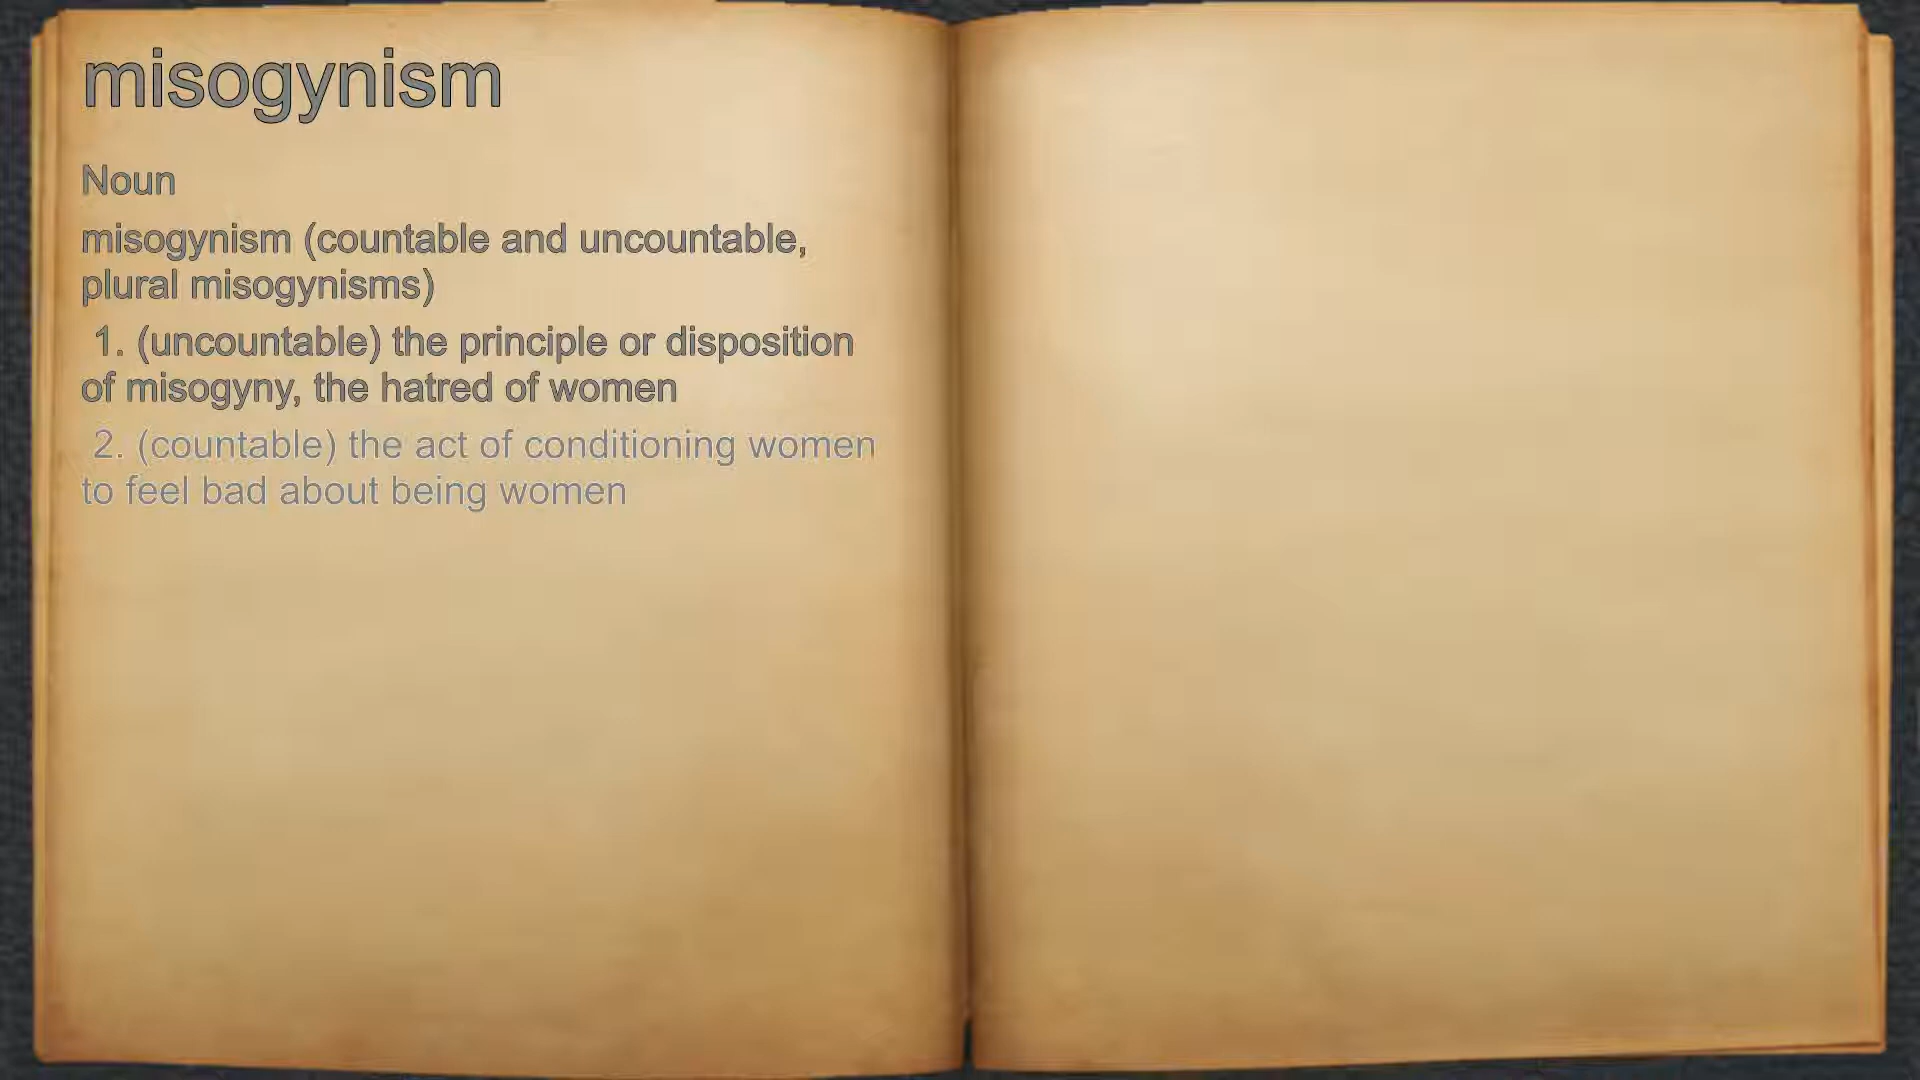 misogynism
Noun
misogynism (countable and uncountable,
plural misogynisms)
1. (uncountable) the principle or disposition
of misogyny, the hatred of women
2. (countable) the act of conditioning women
to feel bad about being women